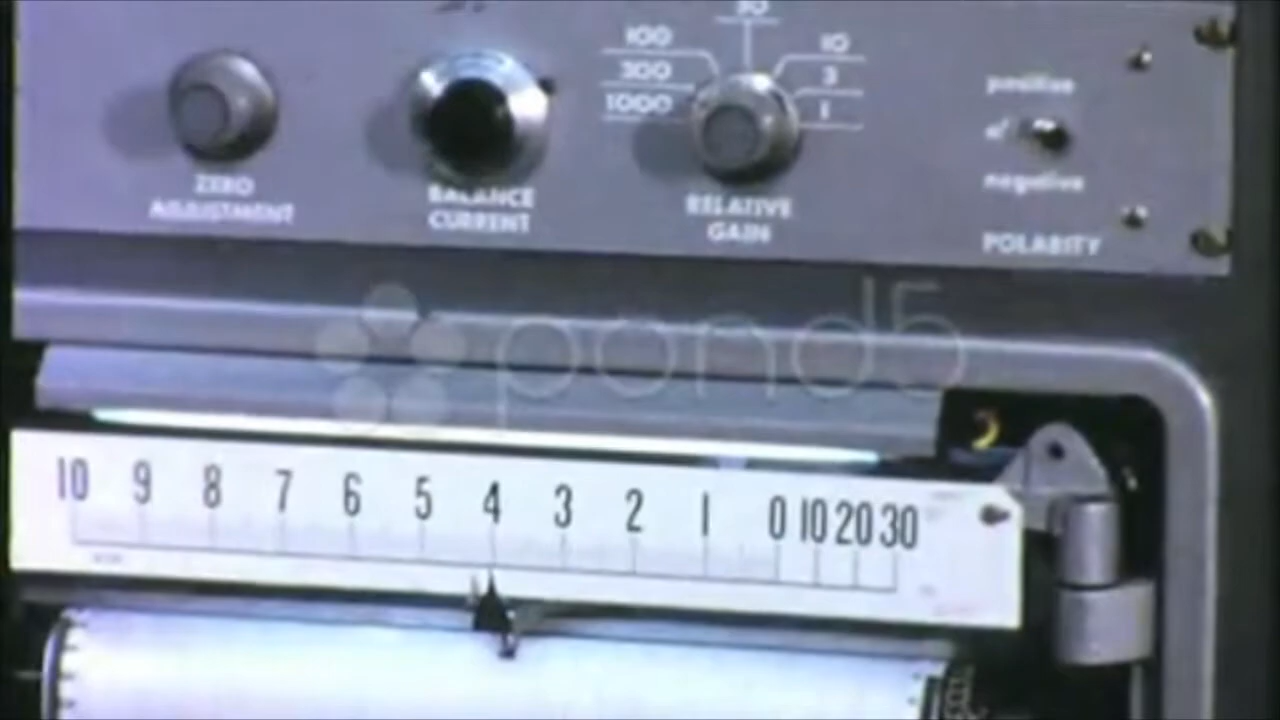 30
100
10
300
3
1000
1
positive
negative
ZERO
ADJUSTMENT
BALANCE
CURRENT
RELATIVE
GAIN
POLARITY
pond5
10 9 8 7 6 5 4 3 2 1 0 10 20 30